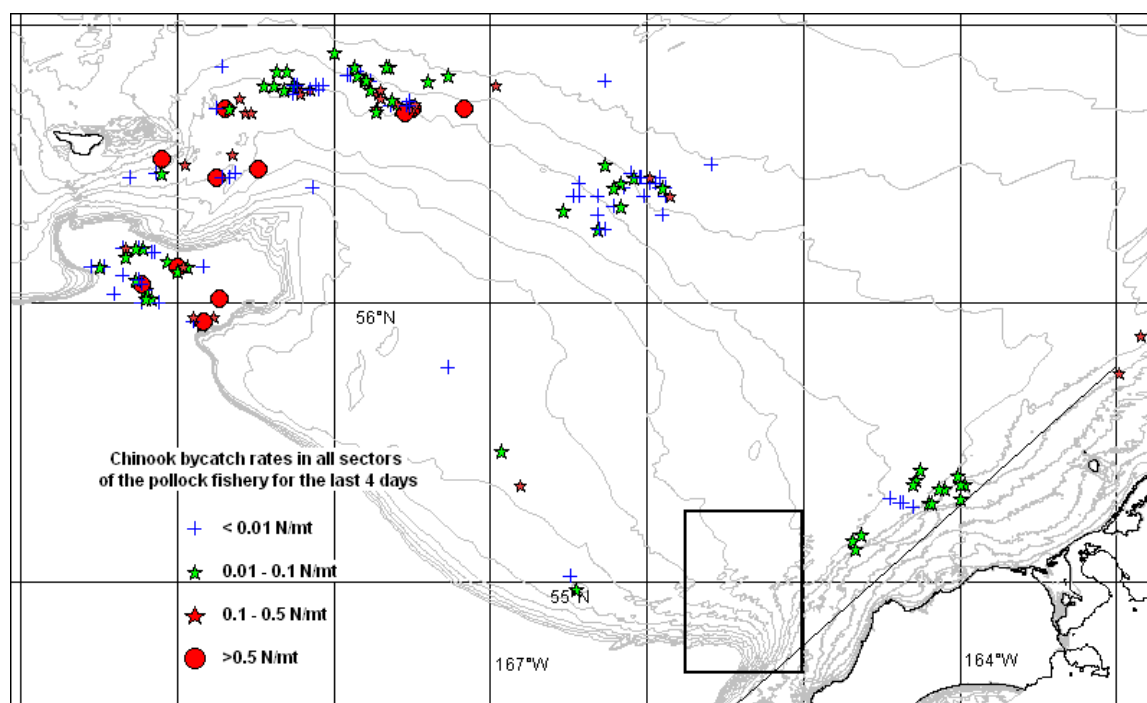 56°N
Chinook bycatch rates in all sectors
of the pollock fishery for the last 4 days
< 0.01 N/mt
0.01 - 0.1 N/mt
0.1 - 0.5 N/mt
>0.5 N/mt
55°N
167°W
164°W